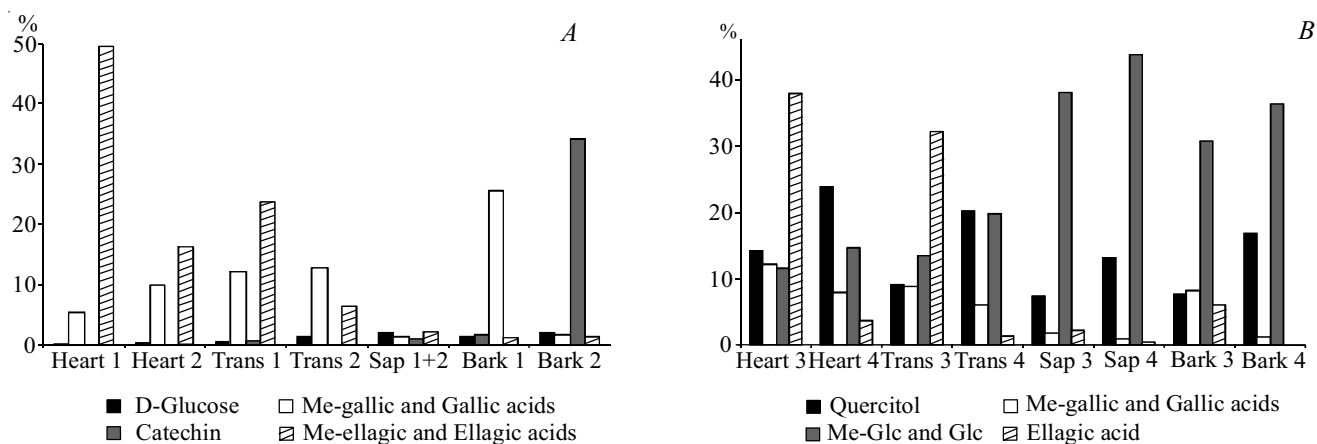 %
A
50
40
30
20
10
0
Heart 1 Heart 2 Trans 1 Trans 2 Sap 1+2 Bark 1 Bark 2
D-Glucose Me-gallic and Gallic acids
Catechin Me-ellagic and Ellagic acids
%
B
40
30
20
10
0
Heart 3 Heart 4 Trans 3 Trans 4 Sap 3 Sap 4 Bark 3 Bark 4
Quercitol Me-gallic and Gallic acids
Me-Glc and Glc Ellagic acid